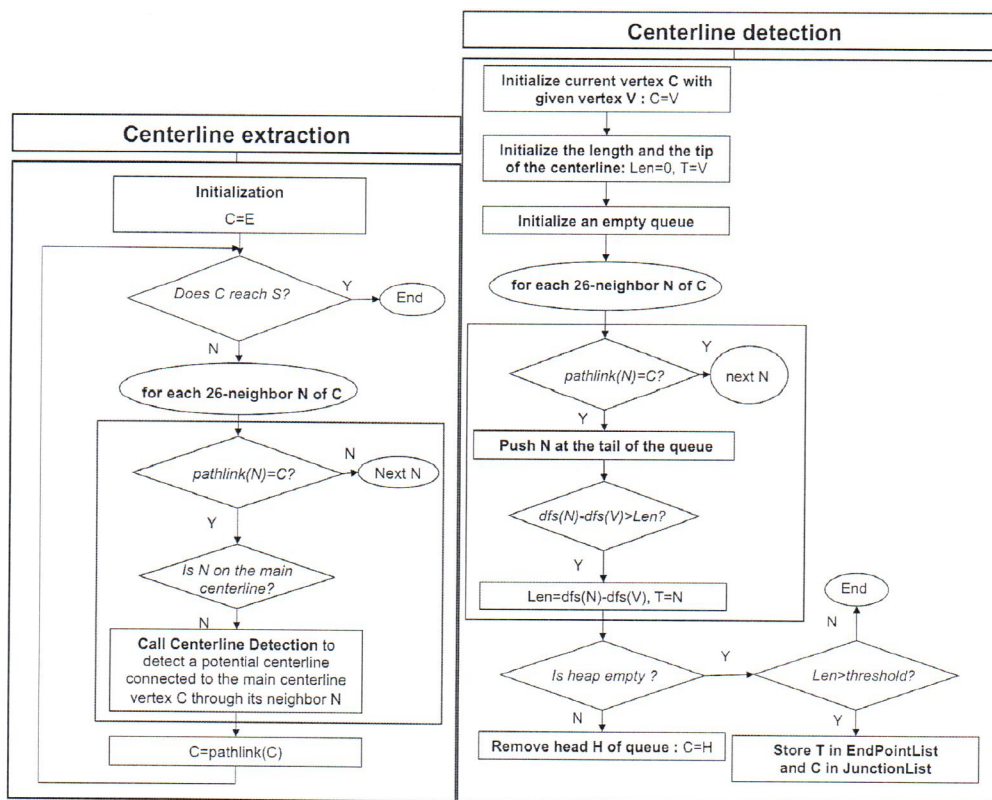 Centerline extraction
Initialization
C=E
Does C reach S?
Y
End
N
for each 26-neighbor N of C
pathlink(N)=C?
N
Next N
Y
Is N on the main
centerline?
N
Call Centerline Detection to
detect a potential centerline
connected to the main centerline
vertex C through its neighbor N
C=pathlink(C)
Centerline detection
Initialize current vertex C with
given vertex V : C=V
Initialize the length and the tip
of the centerline: Len=0, T=V
Initialize an empty queue
for each 26-neighbor N of C
pathlink(N)=C?
Y
next N
Y
Push N at the tail of the queue
dfs(N)-dfs(V)>Len?
Y
Len=dfs(N)-dfs(V), T=N
Is heap empty ?
Y
Len>threshold?
N
End
N
Remove head H of queue : C=H
Y
Store T in EndPointList
and C in JunctionList